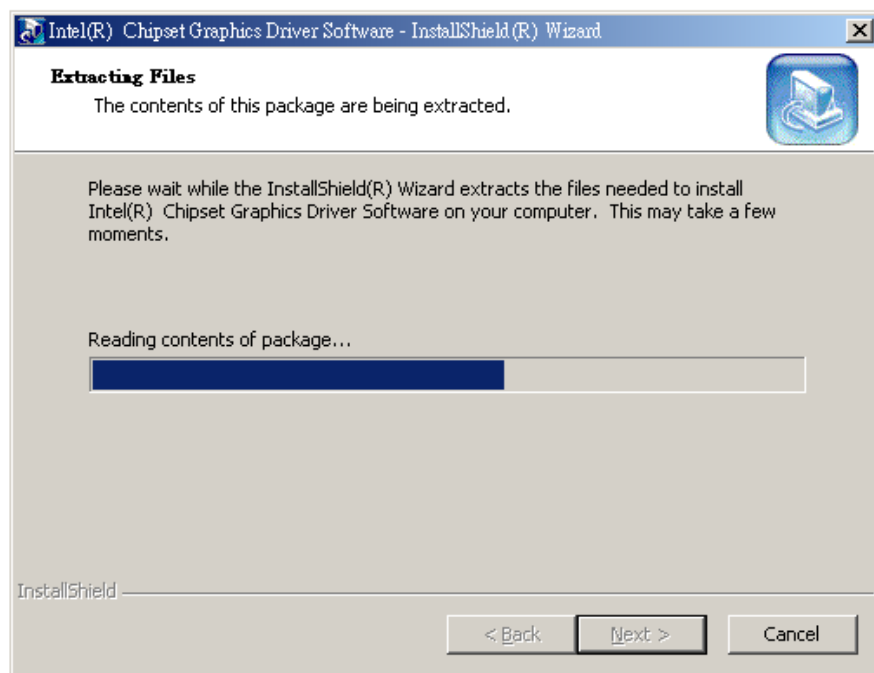 Intel(R) Chipset Graphics Driver Software - InstallShield(R) Wizard
Extracting Files
The contents of this package are being extracted.
Please wait while the InstallShield(R) Wizard extracts the files needed to install
Intel(R) Chipset Graphics Driver Software on your computer. This may take a few
moments.
Reading contents of package...
InstallShield
< Back Next > Cancel